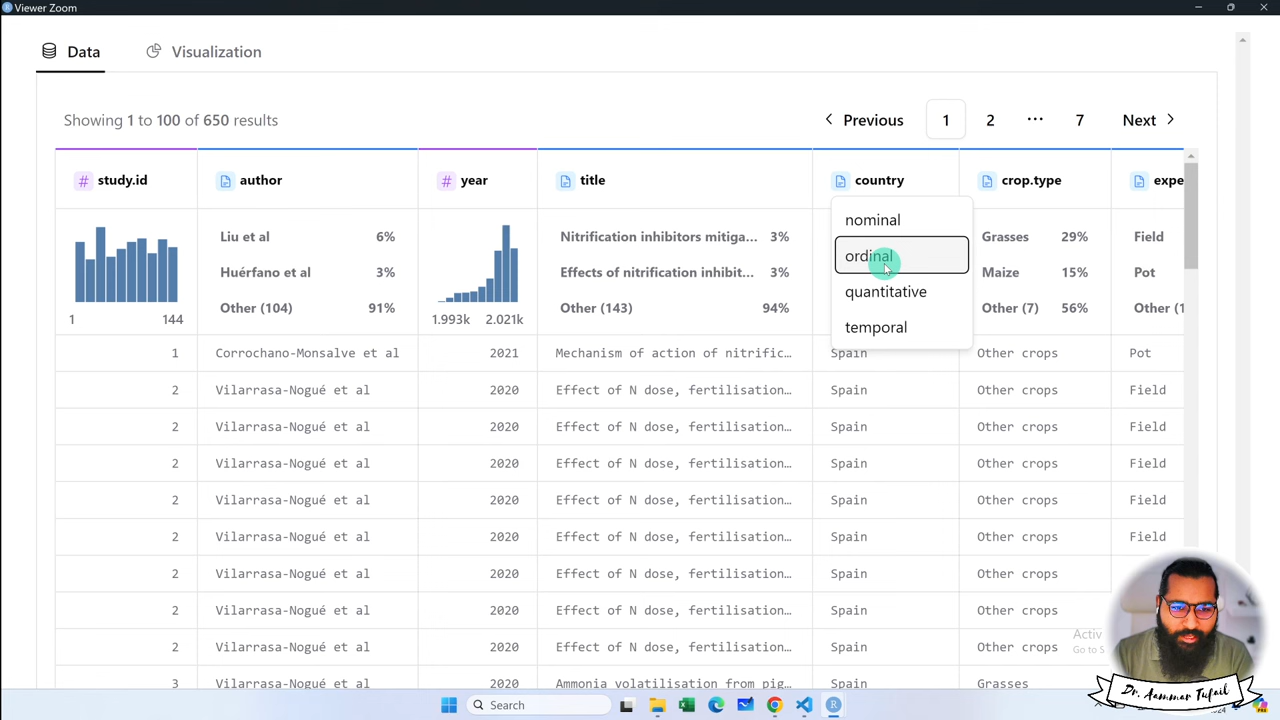 Viewer Zoom
Data Visualization
Showing 1 to 100 of 650 results Previous 1 2 ... 7 Next
# study.id author # year title country crop.type expe
nominal
ordinal
quantitative
temporal
Liu et al 6% Nitrification inhibitors mitiga... 3% Grasses 29% Field
Huérfano et al 3% Effects of nitrification inhibit... 3% Maize 15% Pot
Other (104) 91% Other (143) 94% Other (7) 56% Other (1
1 144 1.993k 2.021k
1 Corrochano-Monsalve et al 2021 Mechanism of action of nitrific… Spain Other crops Pot
2 Vilarrasa-Nogué et al 2020 Effect of N dose, fertilisation… Spain Other crops Field
2 Vilarrasa-Nogué et al 2020 Effect of N dose, fertilisation… Spain Other crops Field
2 Vilarrasa-Nogué et al 2020 Effect of N dose, fertilisation… Spain Other crops Field
2 Vilarrasa-Nogué et al 2020 Effect of N dose, fertilisation… Spain Other crops Field
2 Vilarrasa-Nogué et al 2020 Effect of N dose, fertilisation… Spain Other crops Field
2 Vilarrasa-Nogué et al 2020 Effect of N dose, fertilisation… Spain Other crops
2 Vilarrasa-Nogué et al 2020 Effect of N dose, fertilisation… Spain Other crops
2 Vilarrasa-Nogué et al 2020 Effect of N dose, fertilisation… Spain Other crops
3 Ammonia volatilisation from pig… Spain Grasses
Activ
Go to S
Dr. Aammar Tufail
Search